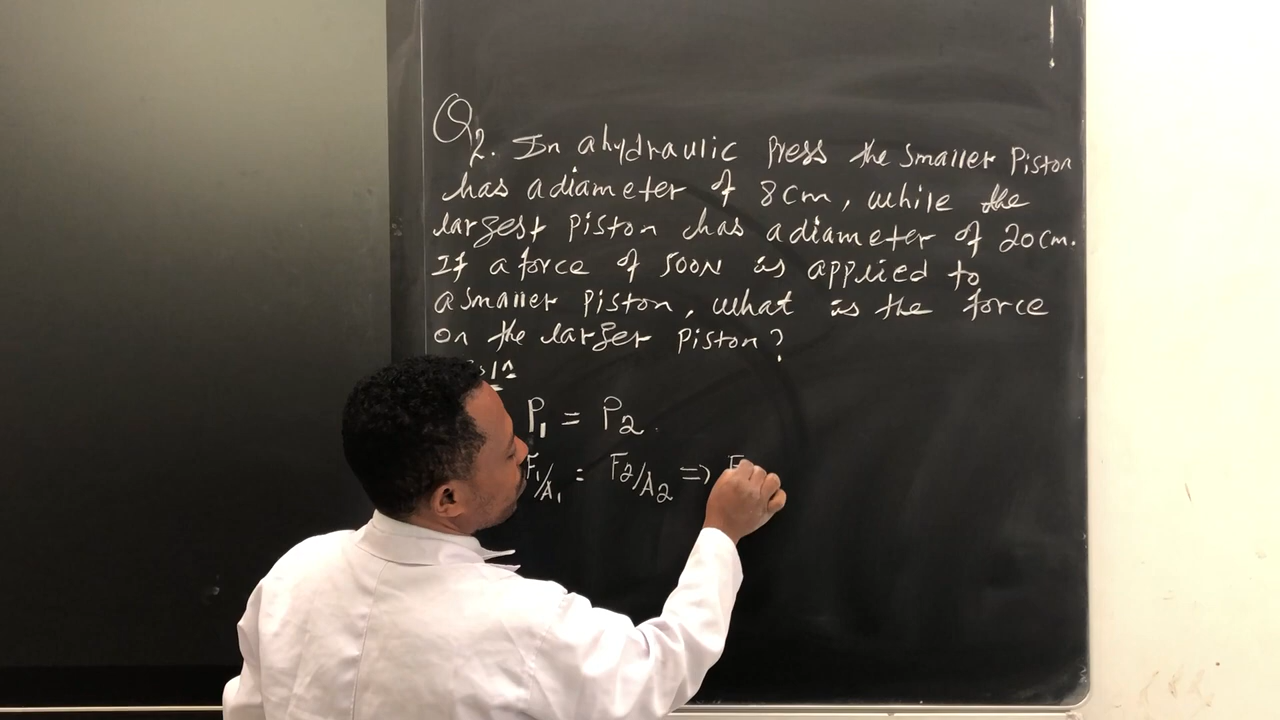 Q2. In a hydraulic Press the Smaller Piston
has a diameter of 8cm, while the
largest Piston has a diameter of 20cm.
If a force of 500N is applied to
a Smaller Piston, what is the force
on the larger Piston?
P1 = P2.
F1/A1 = F2/A2 => F